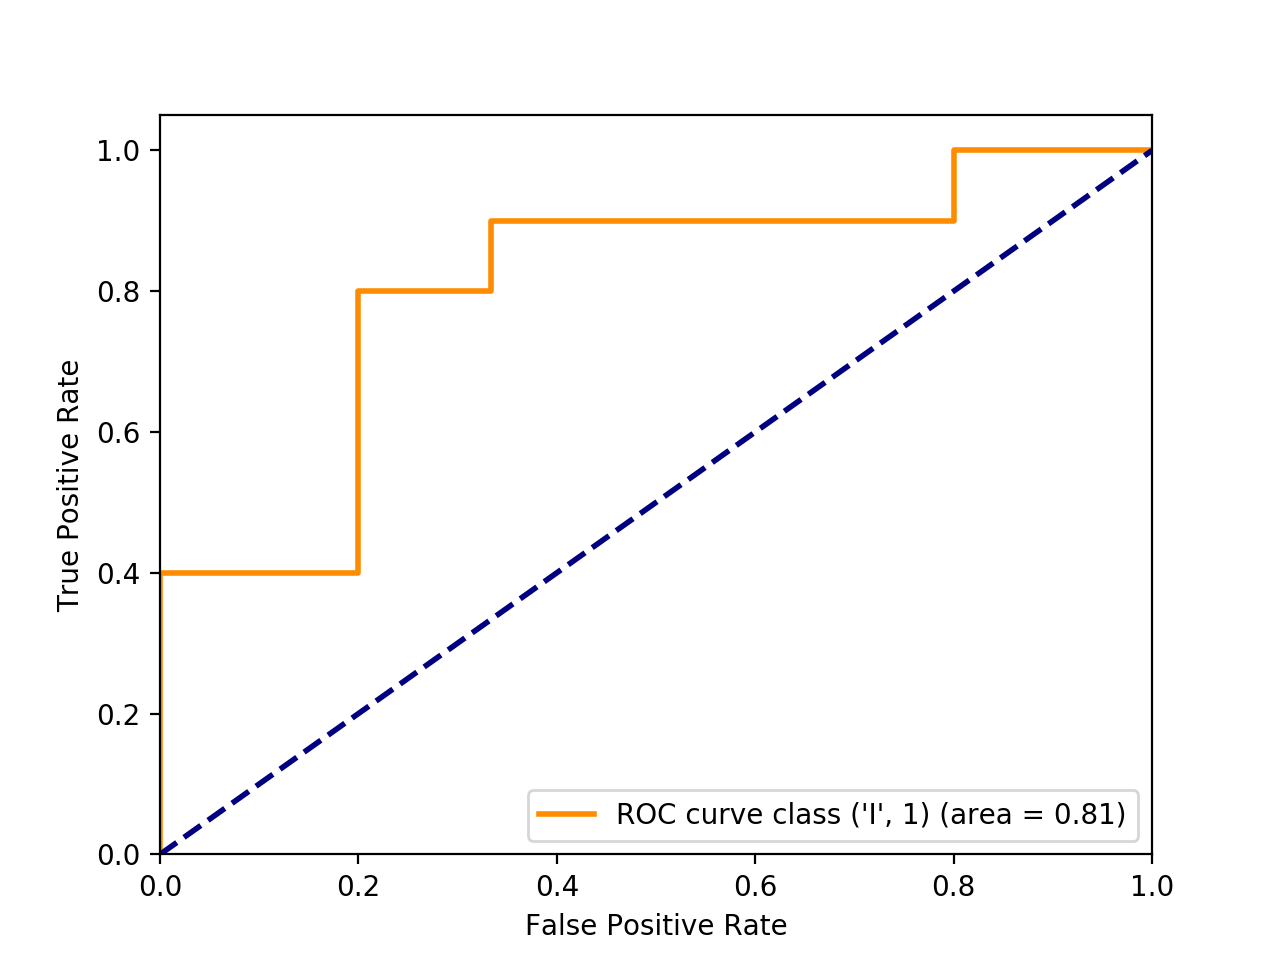 1.0
0.8
0.6
0.4
0.2
0.0
True Positive Rate
ROC curve class ('I', 1) (area = 0.81)
0.0 0.2 0.4 0.6 0.8 1.0
False Positive Rate